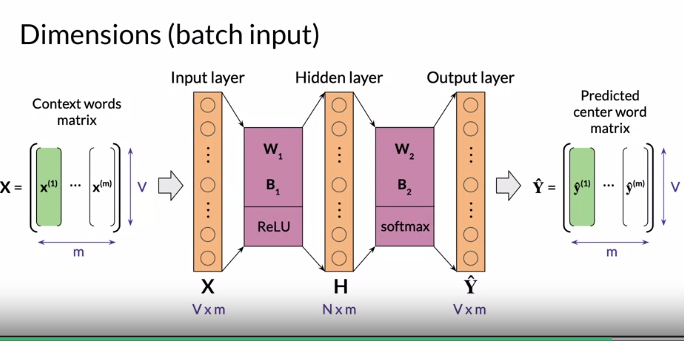 Dimensions (batch input)
Input layer
Hidden layer
Output layer
Context words
matrix
Predicted
center word
matrix
X = x⁽¹⁾ ··· x⁽ᵐ⁾ V
m
W₁
B₁
ReLU
W₂
B₂
softmax
Ŷ = ŷ⁽¹⁾ ··· ŷ⁽ᵐ⁾ V
m
X
H
Ŷ
V x m
N x m
V x m